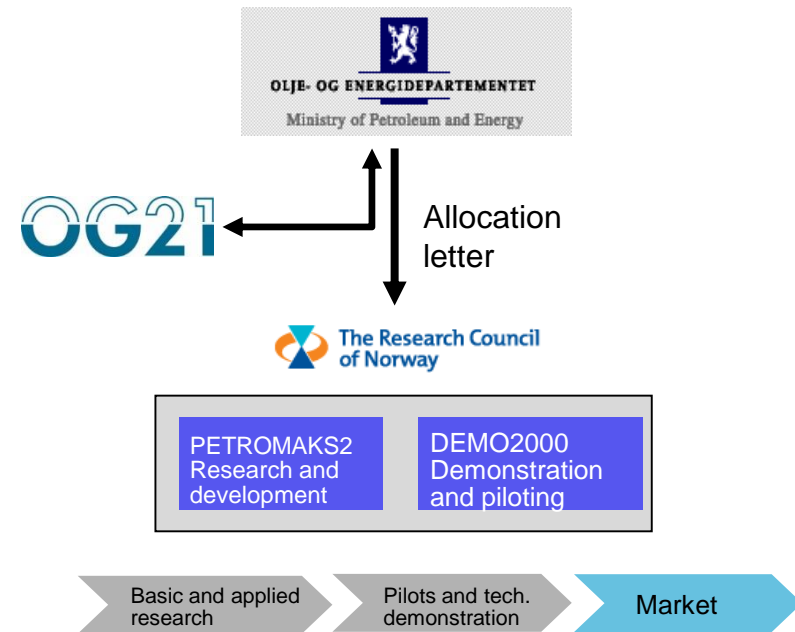 OLJE- OG ENERGIDEPARTEMENTET
Ministry of Petroleum and Energy
OG21
Allocation
letter
The Research Council
of Norway
PETROMAKS2
Research and
development
DEMO2000
Demonstration
and piloting
Basic and applied
research
Pilots and tech.
demonstration
Market